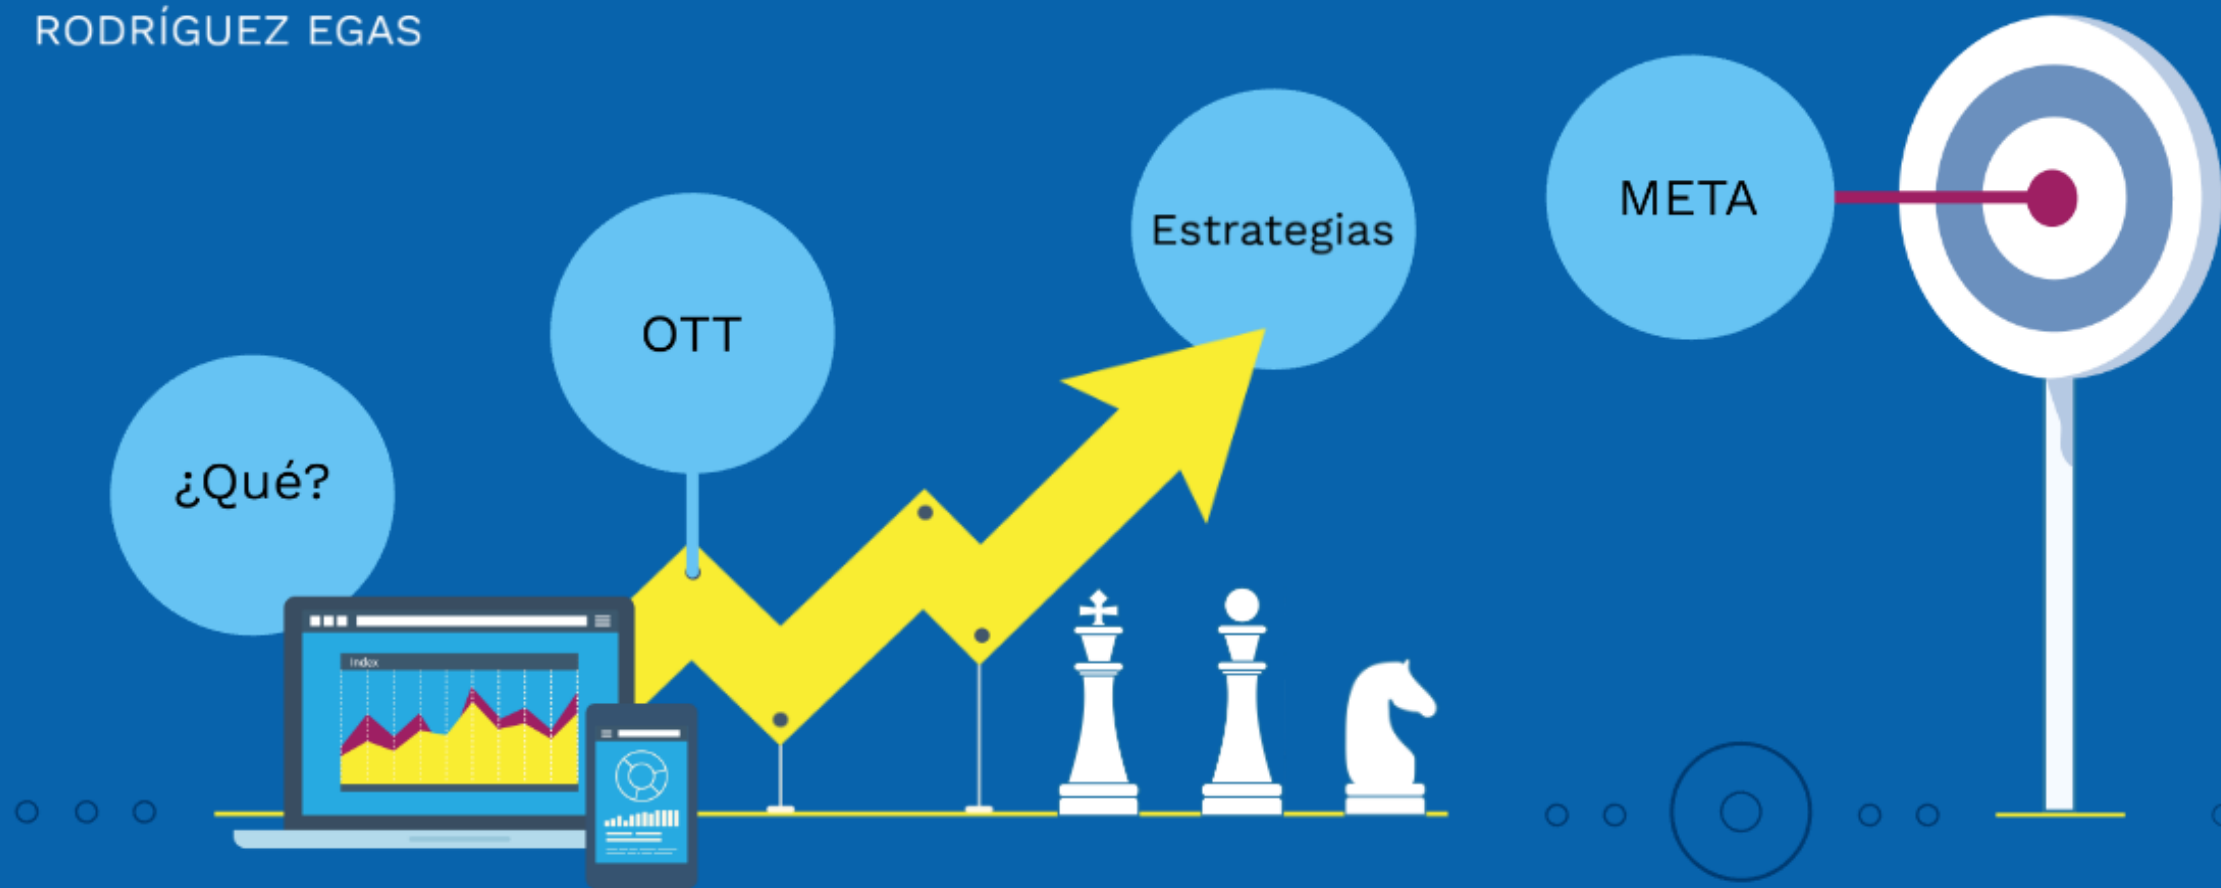 RODRÍGUEZ EGAS
META
Estrategias
OTT
¿Qué?
Index